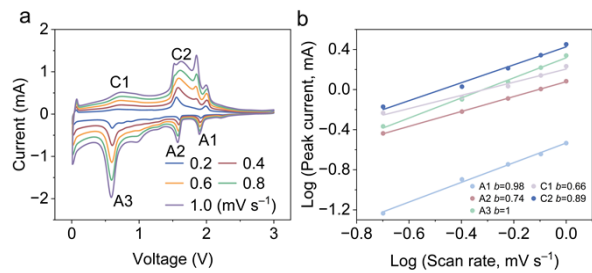 a
Current (mA)
2
1
0
-1
-2
C1
C2
A1
A2
A3
0.2
0.4
0.6
0.8
1.0 (mV s⁻¹)
0
1
2
3
Voltage (V)
b
Log (Peak current, mA)
0.4
0.0
-0.4
-0.8
-1.2
A1 b=0.98
C1 b=0.66
A2 b=0.74
C2 b=0.89
A3 b=1
-0.8
-0.6
-0.4
-0.2
0.0
Log (Scan rate, mV s⁻¹)